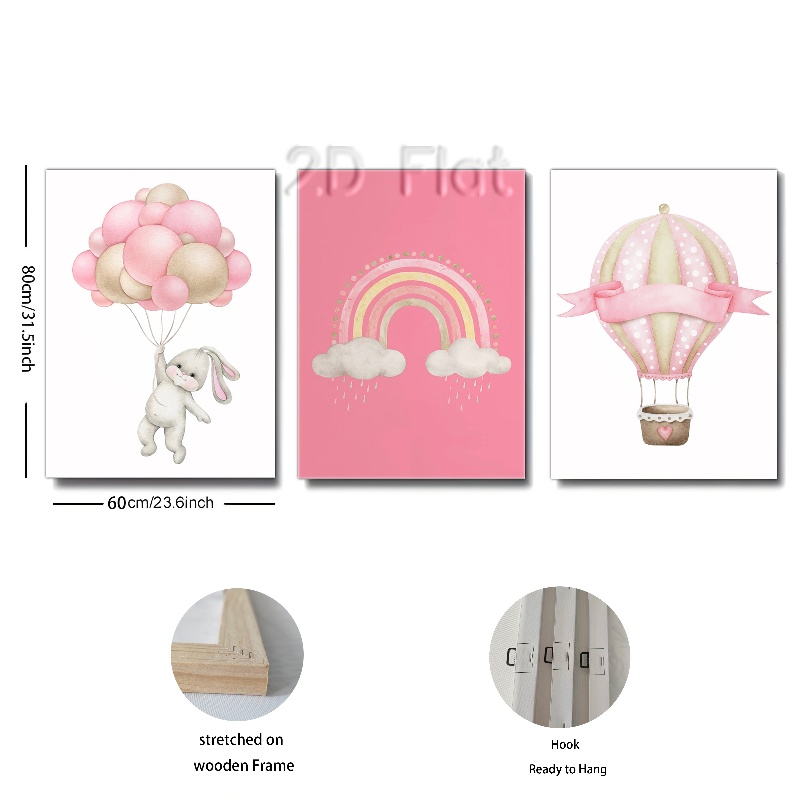 2D Flat
80cm/31.5inch
60cm/23.6inch
stretched on
wooden Frame
Hook
Ready to Hang